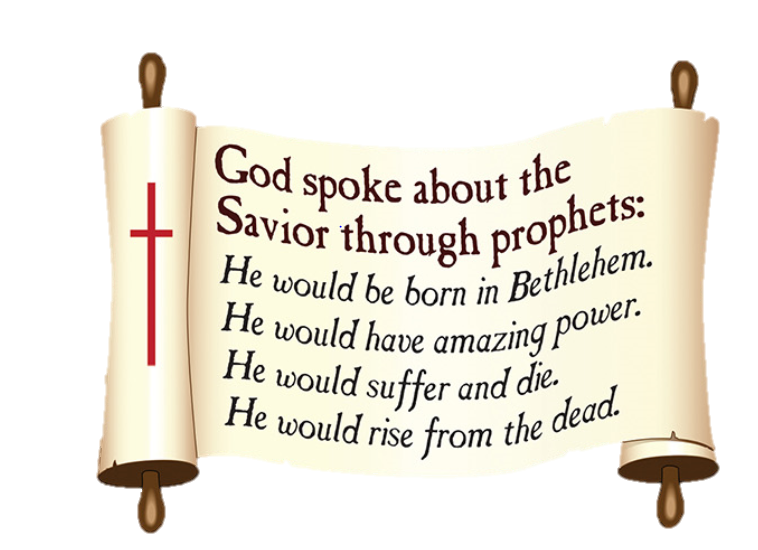 God spoke about the
Savior through prophets:
He would be born in Bethlehem.
He would have amazing power.
He would suffer and die.
He would rise from the dead.